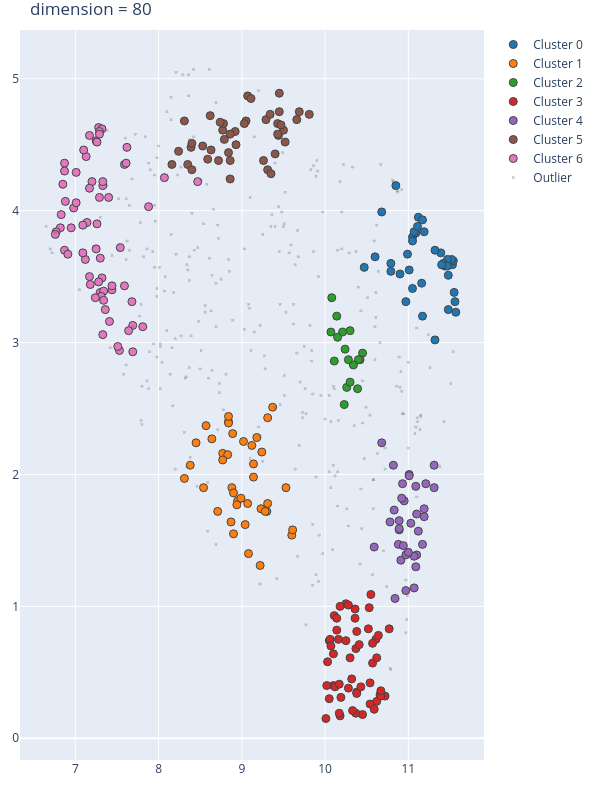 dimension = 80
Cluster 0
Cluster 1
Cluster 2
Cluster 3
Cluster 4
Cluster 5
Cluster 6
Outlier
5
4
3
2
1
0
7 8 9 10 11